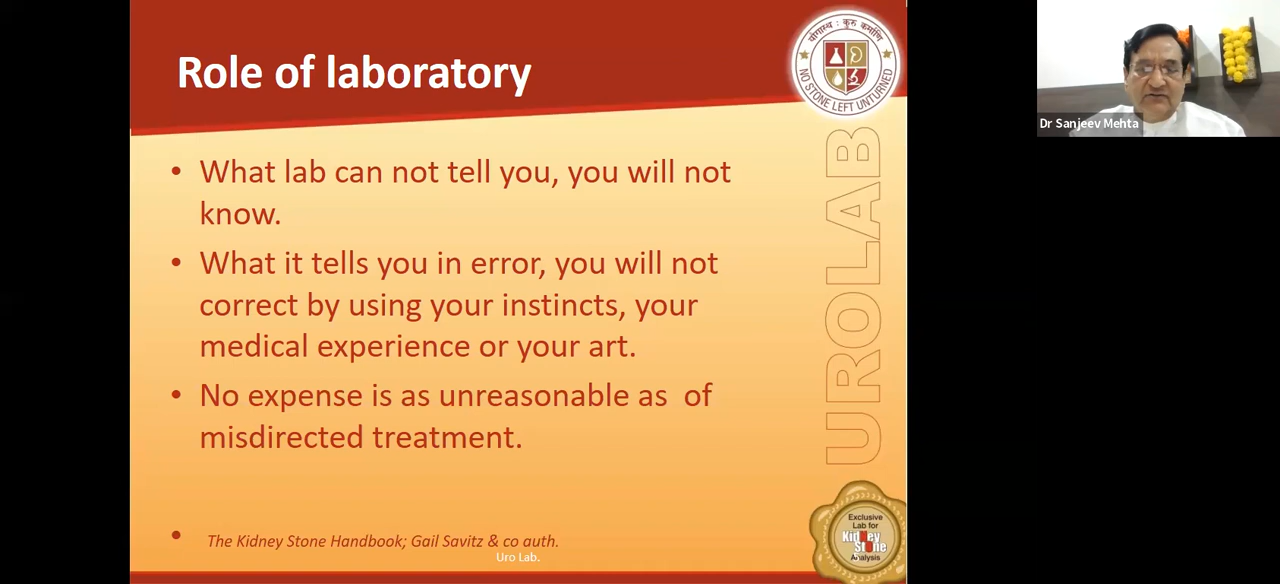 Role of laboratory
योगास्थ : कुरु कर्माणि
NO STONE LEFT UNTURNED
Dr Sanjeev Mehta
• What lab can not tell you, you will not
know.
• What it tells you in error, you will not
correct by using your instincts, your
medical experience or your art.
• No expense is as unreasonable as of
misdirected treatment.
• The Kidney Stone Handbook; Gail Savitz & co auth.
Uro Lab.
UROLAB
Exclusive
Lab for
Kidney
Stone
Analysis